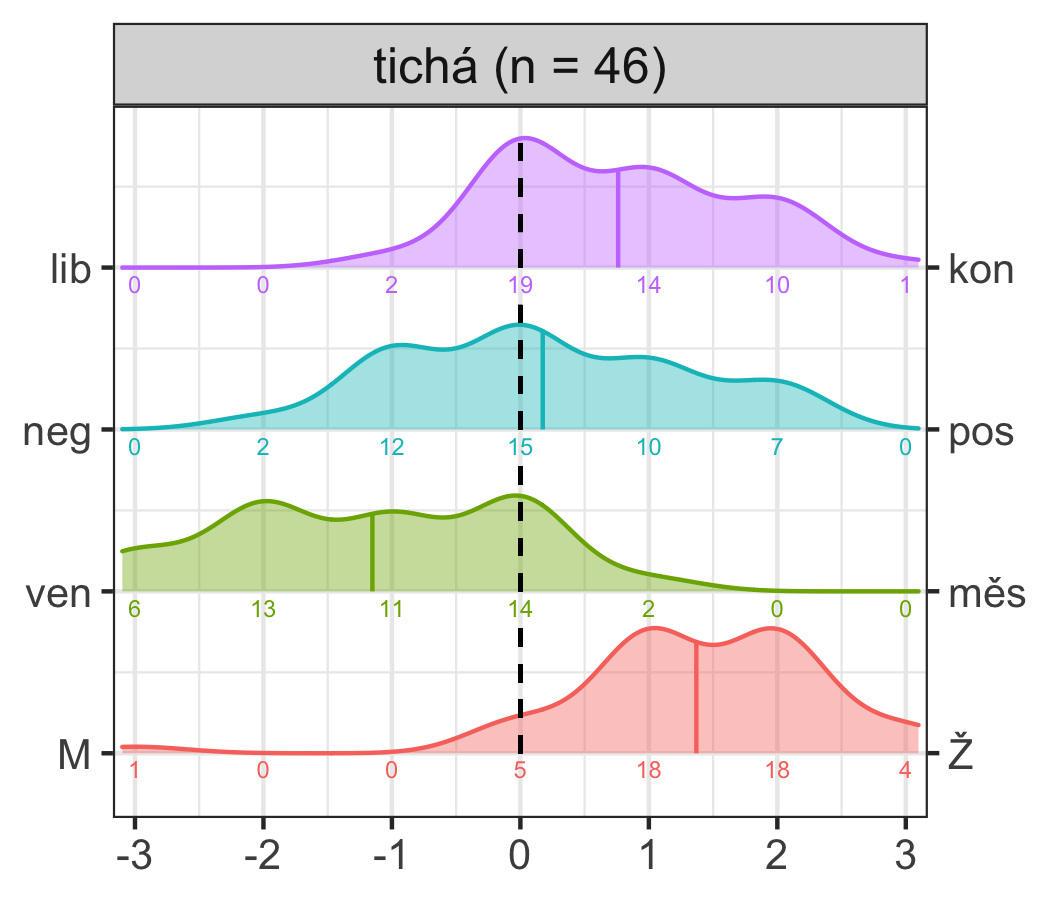 tichá (n = 46)
lib kon
0 0 2 19 14 10 1
neg pos
0 2 12 15 10 7 0
ven měs
6 13 11 14 2 0 0
M Ž
1 0 0 5 18 18 4
-3 -2 -1 0 1 2 3